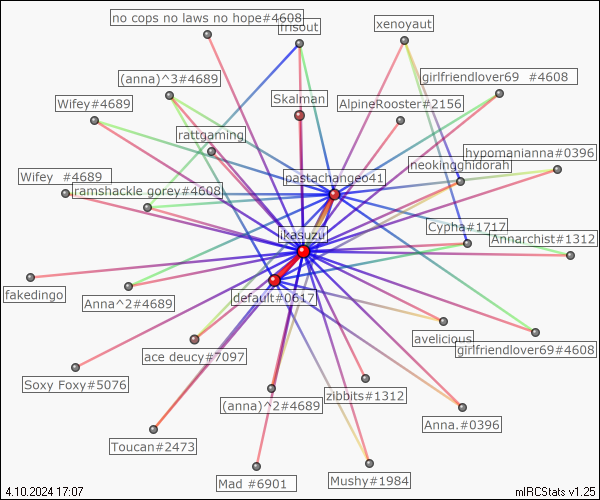 no cops no laws no hope#4608
frisout
xenoyaut
(anna)^3#4689
girlfriendlover69 #4608
Wifey#4689
Skalman
AlpineRooster#2156
rattgaming
hypomanianna#0396
neokingghidorah
Wifey #4689
pastachangeo41
ramshackle gorey#4608
Cypha#1717
ikasuzu
Annarchist#1312
fakedingo
Anna^2#4689
default#0617
avelicious
ace deucy#7097
girlfriendlover69#4608
Soxy Foxy#5076
zibbits#1312
(anna)^2#4689
Anna.#0396
Toucan#2473
Mad #6901
Mushy#1984
4.10.2024 17:07
mIRCStats v1.25